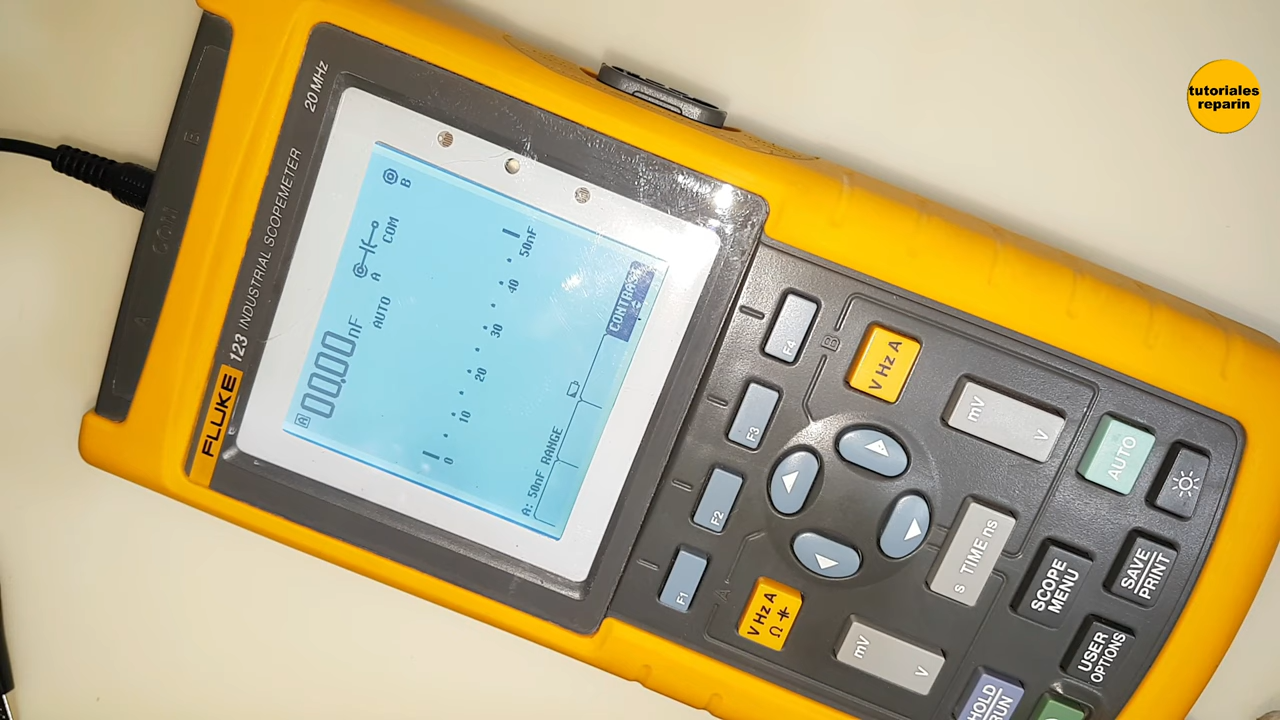 tutoriales
reparin
FLUKE
123 INDUSTRIAL SCOPEMETER
20 MHz
A
COM
B
A
00.00nF
AUTO
A
COM
B
0
10
20
30
40
50nF
A: 50nF RANGE
CONTRAST
F1
F2
F3
F4
A
B
V Hz A
Ω
V Hz A
mV
V
mV
V
s TIME ns
HOLD
RUN
SCOPE
MENU
AUTO
USER
OPTIONS
SAVE
PRINT